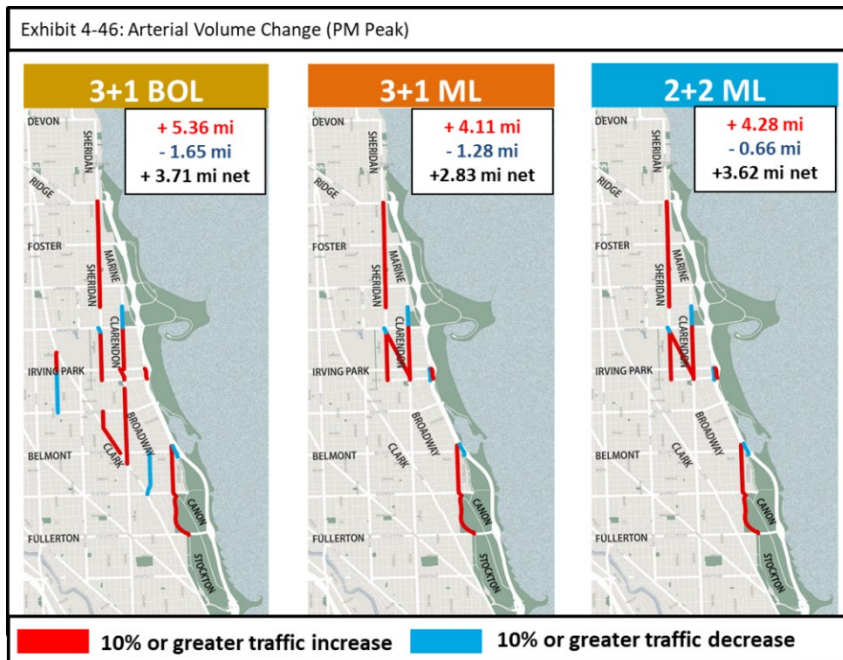 Exhibit 4-46: Arterial Volume Change (PM Peak)
3+1 BOL
+ 5.36 mi
- 1.65 mi
+ 3.71 mi net
DEVON
SHERIDAN
RIDGE
FOSTER
MARINE
SHERIDAN
CLARENDON
IRVING PARK
BROADWAY
CLARK
BELMONT
CANON
FULLERTON
STOCKTON
3+1 ML
+ 4.11 mi
- 1.28 mi
+2.83 mi net
DEVON
SHERIDAN
RIDGE
FOSTER
MARINE
SHERIDAN
CLARENDON
IRVING PARK
BROADWAY
CLARK
BELMONT
CANON
FULLERTON
STOCKTON
2+2 ML
+ 4.28 mi
- 0.66 mi
+3.62 mi net
DEVON
SHERIDAN
RIDGE
FOSTER
MARINE
SHERIDAN
CLARENDON
IRVING PARK
BROADWAY
CLARK
BELMONT
CANON
FULLERTON
STOCKTON
10% or greater traffic increase
10% or greater traffic decrease